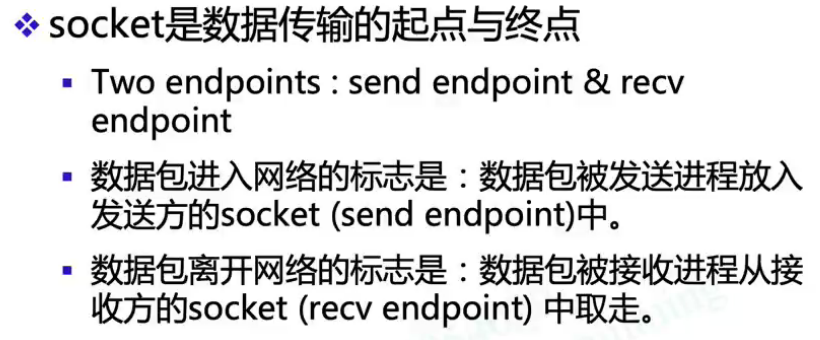 socket是数据传输的起点与终点
Two endpoints : send endpoint & recv
endpoint
数据包进入网络的标志是：数据包被发送进程放入
发送方的socket (send endpoint)中。
数据包离开网络的标志是：数据包被接收进程从接
收方的socket (recv endpoint) 中取走。